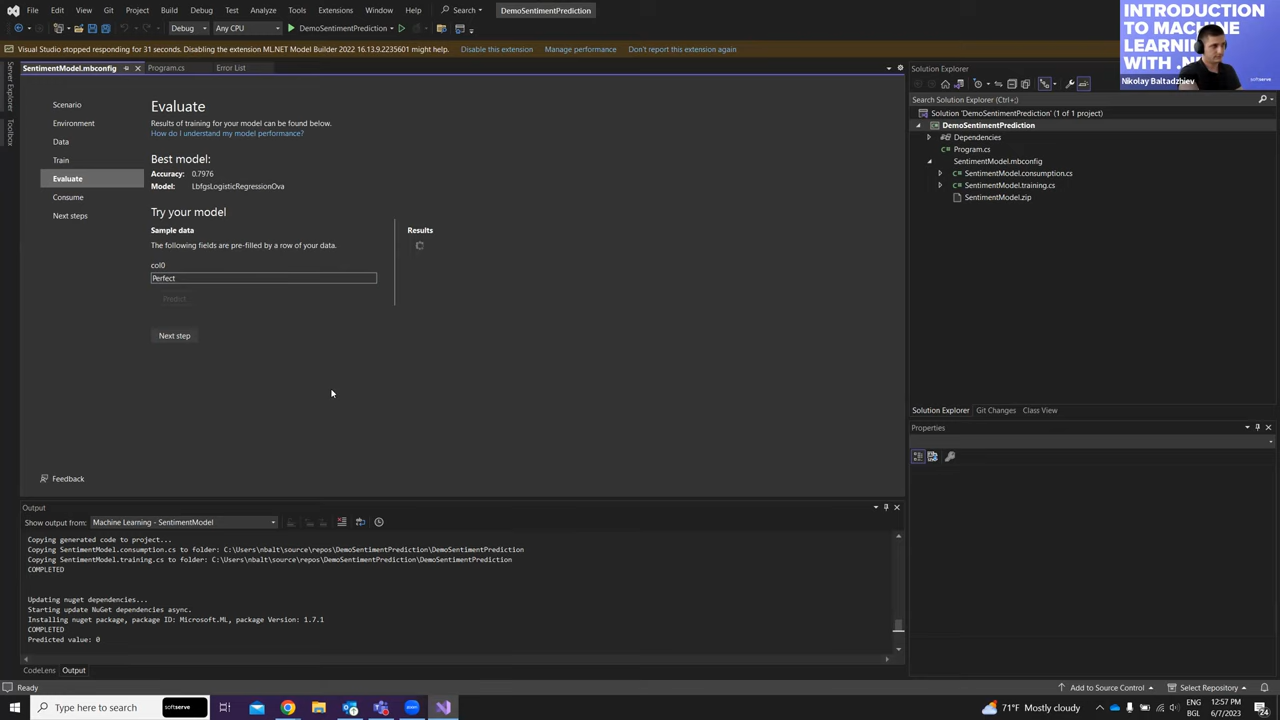 File Edit View Git Project Build Debug Test Analyze Tools Extensions Window Help Search DemoSentimentPrediction
Debug Any CPU DemoSentimentPrediction
Visual Studio stopped responding for 31 seconds. Disabling the extension ML.NET Model Builder 2022 16.13.9.2235601 might help. Disable this extension Manage performance Don't report this extension again
INTRODUCTION
TO MACHINE
LEARNING
WITH .N
Nikolay Baltadzhiev
softserve
Server Explorer
Toolbox
SentimentModel.mbconfig Program.cs Error List
Scenario
Environment
Data
Train
Evaluate
Consume
Next steps
Evaluate
Results of training for your model can be found below.
How do I understand my model performance?
Best model:
Accuracy: 0.7976
Model: LbfgsLogisticRegressionOva
Try your model
Sample data
The following fields are pre-filled by a row of your data.
col0
Perfect
Predict
Next step
Results
Feedback
Solution Explorer
Search Solution Explorer (Ctrl+;)
Solution 'DemoSentimentPrediction' (1 of 1 project)
DemoSentimentPrediction
Dependencies
Program.cs
SentimentModel.mbconfig
SentimentModel.consumption.cs
SentimentModel.training.cs
SentimentModel.zip
Solution Explorer Git Changes Class View
Properties
Output
Show output from: Machine Learning - SentimentModel
Copying generated code to project...
Copying SentimentModel.consumption.cs to folder: C:\Users\nbalt\source\repos\DemoSentimentPrediction\DemoSentimentPrediction
Copying SentimentModel.training.cs to folder: C:\Users\nbalt\source\repos\DemoSentimentPrediction\DemoSentimentPrediction
COMPLETED
Updating nuget dependencies...
Starting update NuGet dependencies async.
Installing nuget package, package ID: Microsoft.ML, package Version: 1.7.1
COMPLETED
Predicted value: 0
CodeLens Output
Ready Add to Source Control Select Repository
Type here to search softserve 71°F Mostly cloudy ENG 12:57 PM
BGL 6/7/2023 24